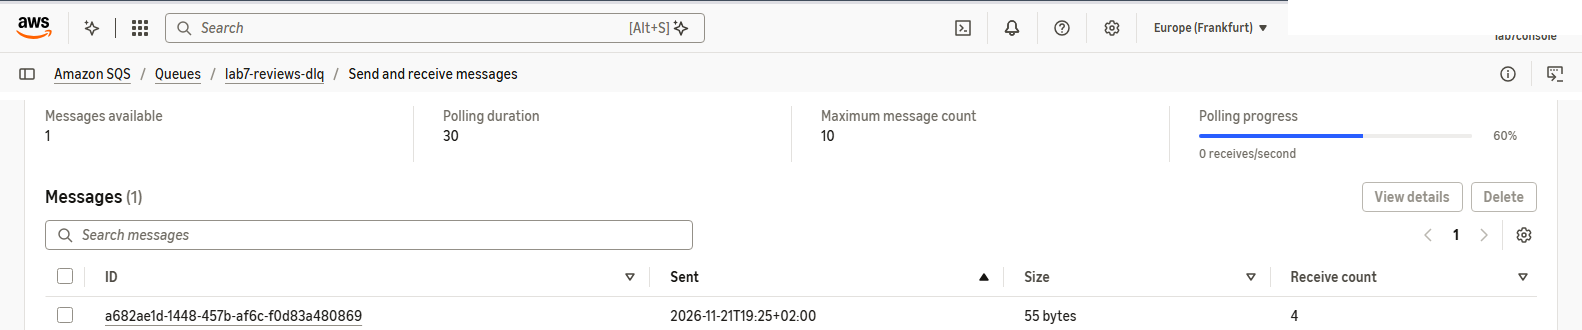 aws
Search [Alt+S]
Europe (Frankfurt)
lab7console
Amazon SQS / Queues / lab7-reviews-dlq / Send and receive messages
Messages available
1
Polling duration
30
Maximum message count
10
Polling progress
60%
0 receives/second
Messages (1)
View details
Delete
Search messages
1
ID Sent Size Receive count
a682ae1d-1448-457b-af6c-f0d83a480869 2026-11-21T19:25+02:00 55 bytes 4